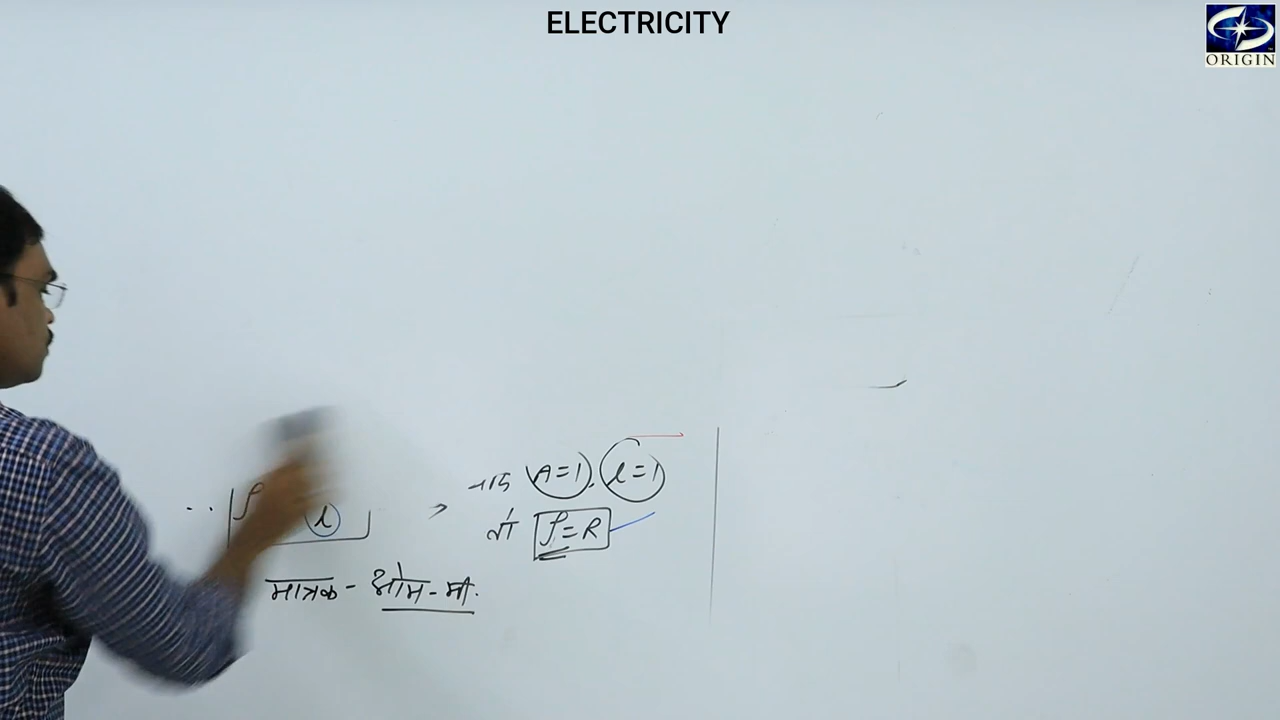 ELECTRICITY
ORIGIN
यदि A=1, l=1
.. ρ l
तो ρ=R
मात्रक - ओम-मी.